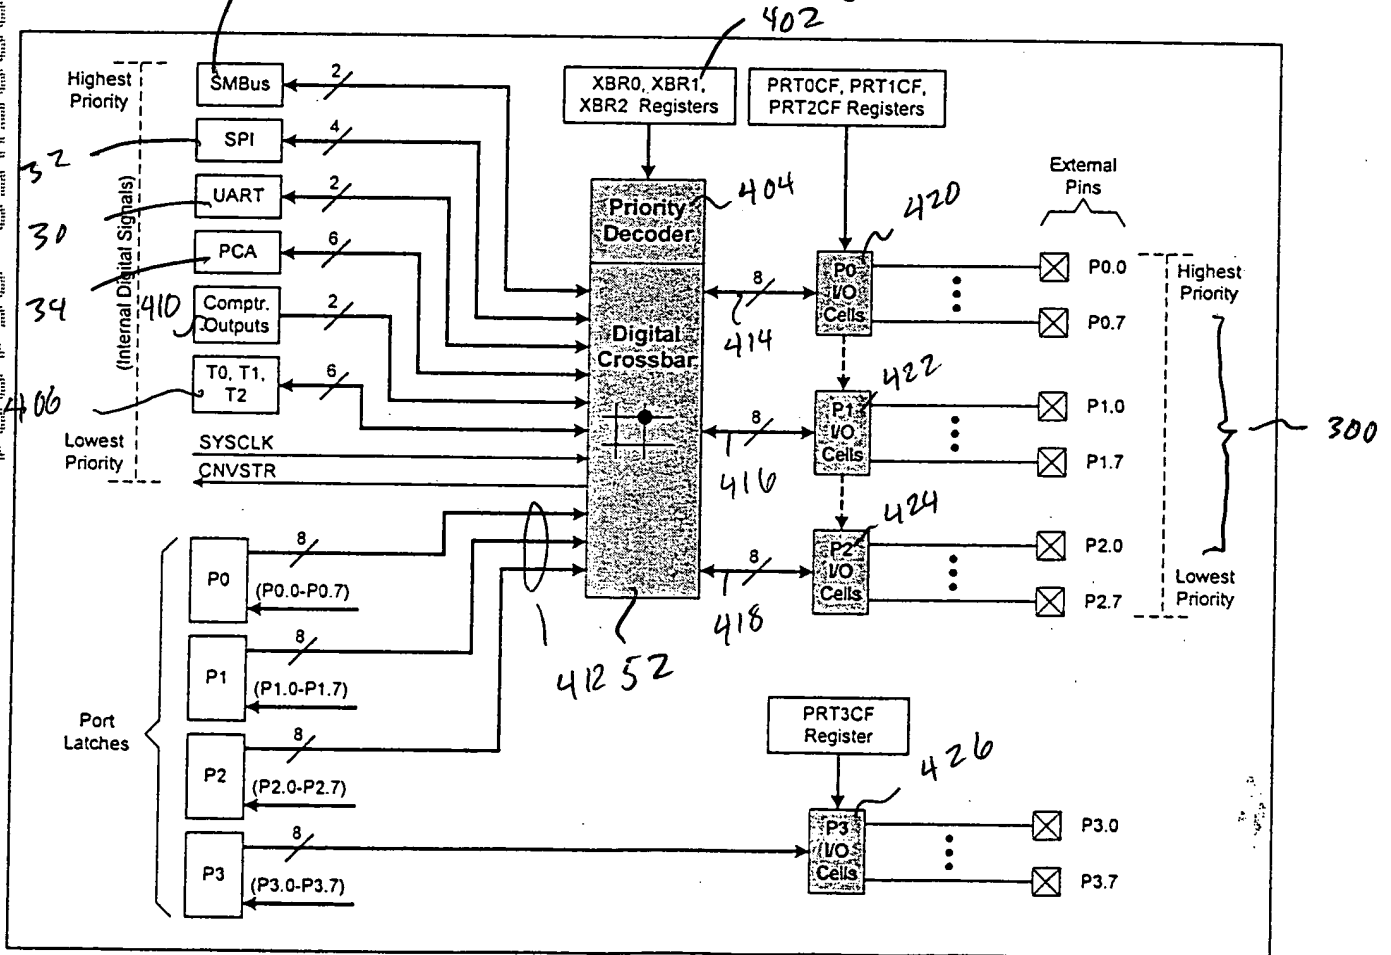 402
Highest
Priority
SMBus
2
XBR0, XBR1,
XBR2 Registers
PRT0CF, PRT1CF,
PRT2CF Registers
32
SPI
4
External
Pins
30
UART
2
404
420
Priority
Decoder
(Internal Digital Signals)
34
PCA
6
P0
I/O
Cells
P0.0
P0.7
Highest
Priority
410
Comptr.
Outputs
2
8
414
Digital
Crossbar
406
T0, T1,
T2
6
422
P1
I/O
Cells
P1.0
P1.7
300
Lowest
Priority
SYSCLK
CNVSTR
8
416
424
P2
I/O
Cells
P2.0
P2.7
8
418
Lowest
Priority
412
52
Port
Latches
P0
8
(P0.0-P0.7)
P1
8
(P1.0-P1.7)
P2
8
(P2.0-P2.7)
P3
8
(P3.0-P3.7)
PRT3CF
Register
426
P3
I/O
Cells
P3.0
P3.7